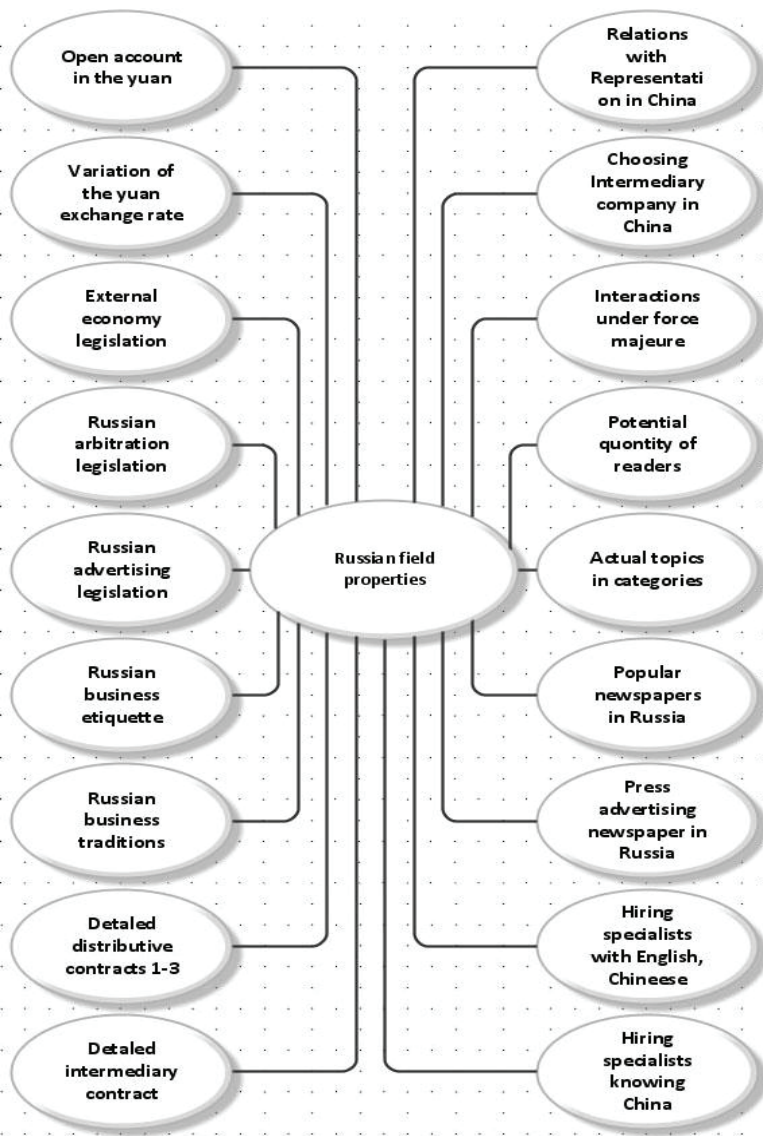 Open account
in the yuan
Variation of
the yuan
exchange rate
External
economy
legislation
Russian
arbitration
legislation
Russian
advertising
legislation
Russian
business
etiquette
Russian
business
traditions
Detaled
distributive
contracts 1-3
Detaled
intermediary
contract
Russian field
properties
Relations
with
Representati
on in China
Choosing
Intermediary
company in
China
Interactions
under force
majeure
Potential
quontity of
readers
Actual topics
in categories
Popular
newspapers
in Russia
Press
advertising
newspaper in
Russia
Hiring
specialists
with English,
Chineese
Hiring
specialists
knowing
China